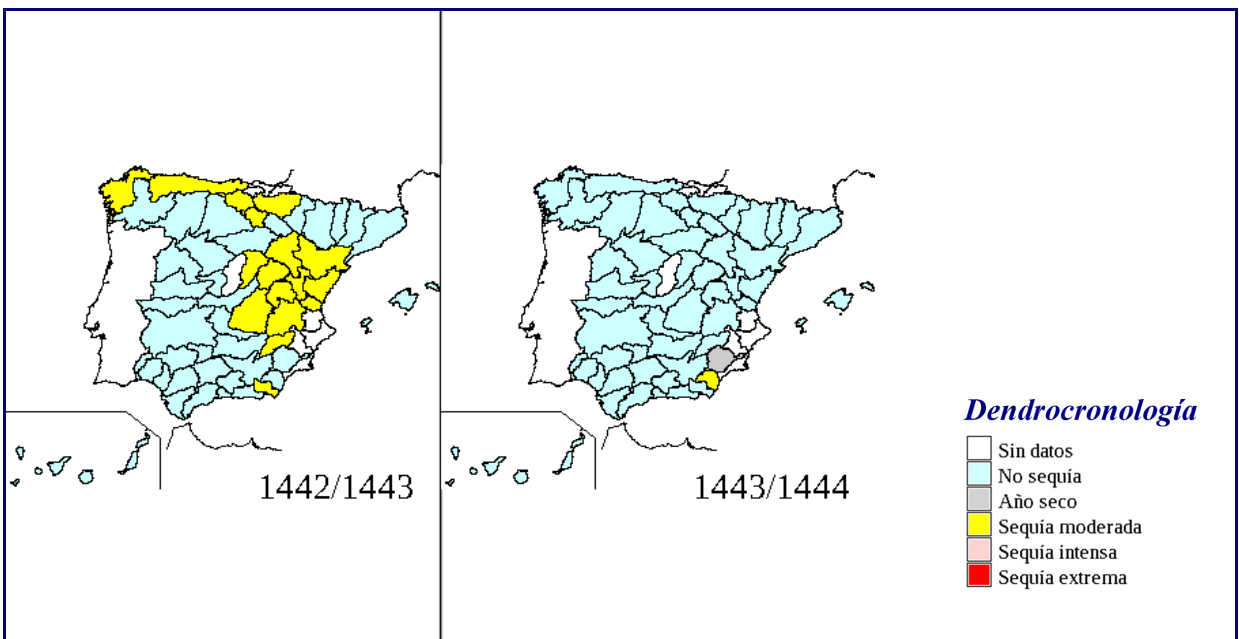 1442/1443
1443/1444
Dendrocronología
Sin datos
No sequía
Año seco
Sequía moderada
Sequía intensa
Sequía extrema